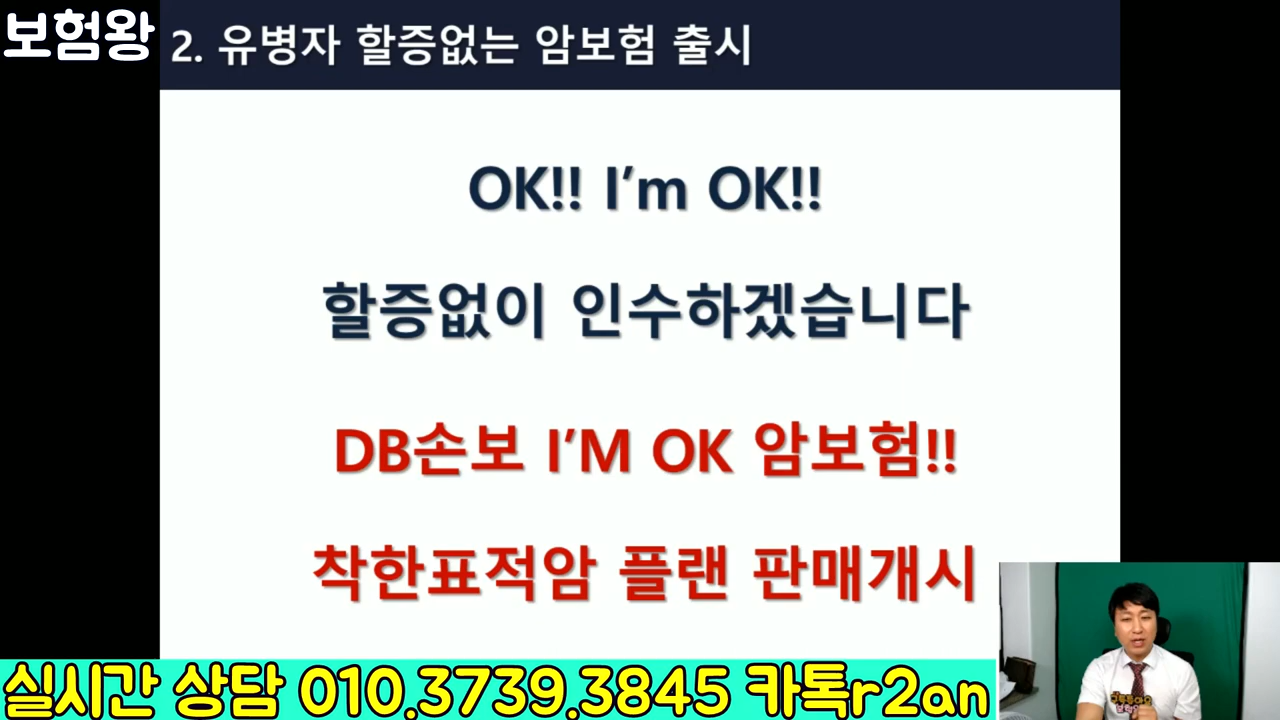 보험왕
2. 유병자 할증없는 암보험 출시
OK!! I’m OK!!
할증없이 인수하겠습니다
DB손보 I’M OK 암보험!!
착한표적암 플랜 판매개시
실시간 상담 010.3739.3845 카톡r2an